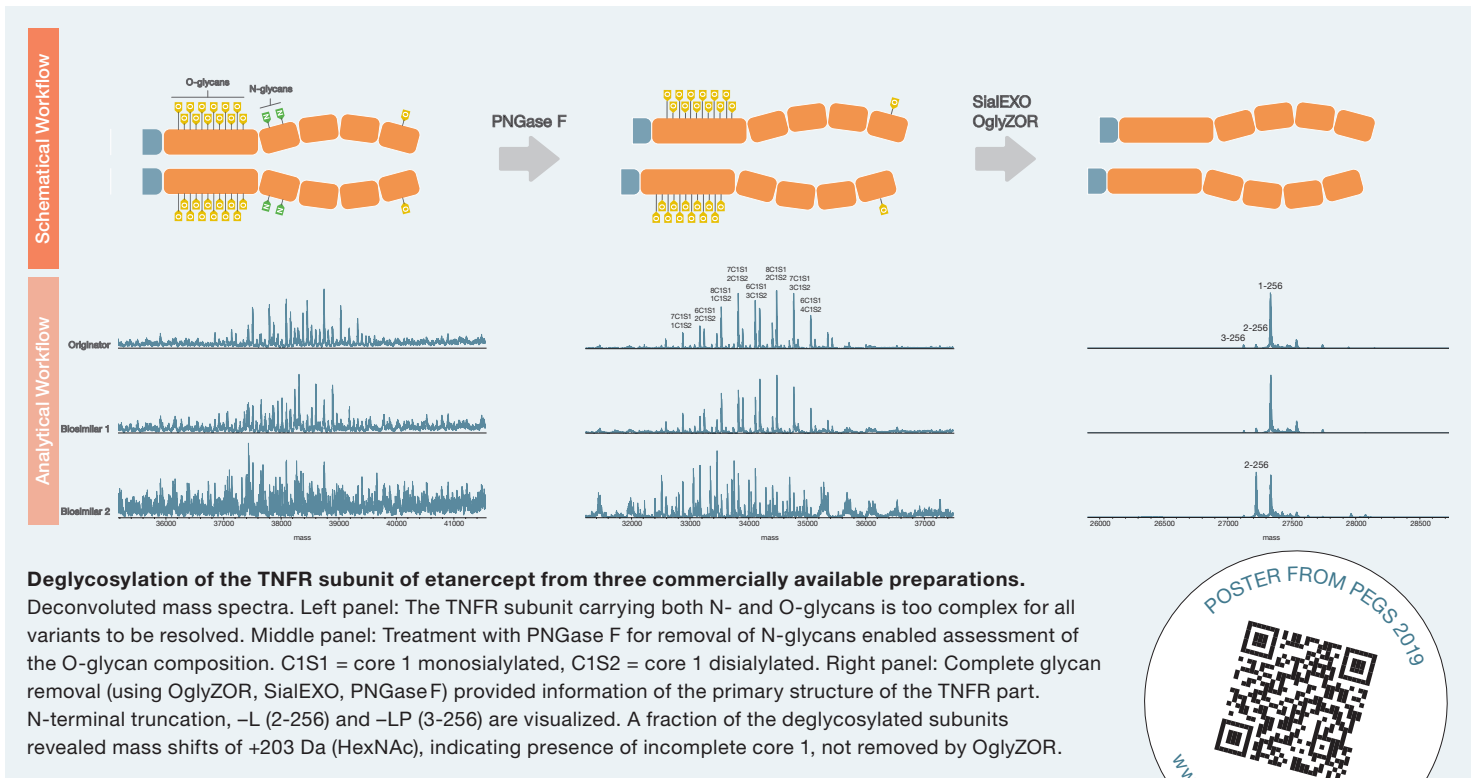 Schematical Workflow
O-glycans
N-glycans
N N
N N
PNGase F
SialEXO
OglyZOR
Analytical Workflow
Originator
Biosimilar 1
Biosimilar 2
36000 37000 38000 39000 40000 41000
mass
7C1S1
1C1S2
6C1S1
2C1S2
8C1S1
1C1S2
7C1S1
2C1S2
6C1S1
3C1S2
8C1S1
2C1S2
7C1S1
3C1S2
6C1S1
4C1S2
32000 33000 34000 35000 36000 37000
mass
1-256
2-256
3-256
2-256
26000 26500 27000 27500 28000 28500
mass
Deglycosylation of the TNFR subunit of etanercept from three commercially available preparations.
Deconvoluted mass spectra. Left panel: The TNFR subunit carrying both N- and O-glycans is too complex for all
variants to be resolved. Middle panel: Treatment with PNGase F for removal of N-glycans enabled assessment of
the O-glycan composition. C1S1 = core 1 monosialylated, C1S2 = core 1 disialylated. Right panel: Complete glycan
removal (using OglyZOR, SialEXO, PNGase F) provided information of the primary structure of the TNFR part.
N-terminal truncation, –L (2-256) and –LP (3-256) are visualized. A fraction of the deglycosylated subunits
revealed mass shifts of +203 Da (HexNAc), indicating presence of incomplete core 1, not removed by OglyZOR.
POSTER FROM PEGS 2019